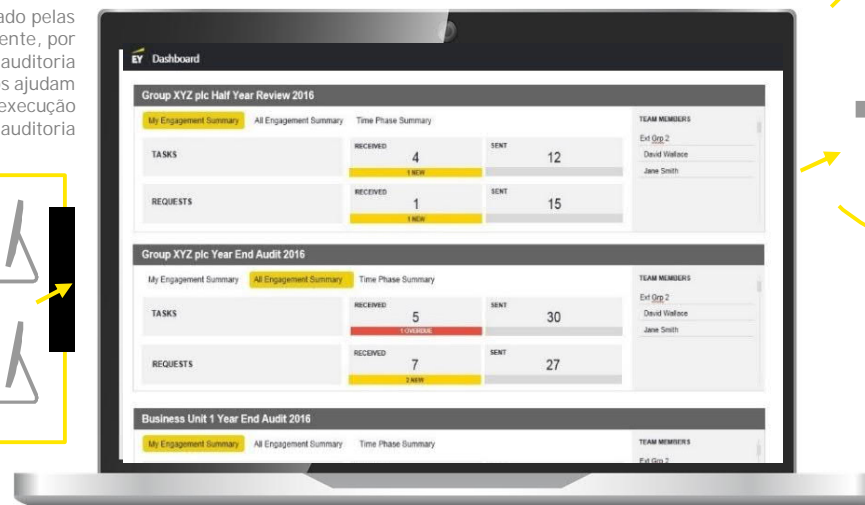 ado pelas
ente, por
auditoria
s ajudam
execução
auditoria
EY Dashboard
Group XYZ plc Half Year Review 2016
My Engagement Summary All Engagement Summary Time Phase Summary
TEAM MEMBERS
Ext Grp 2
David Wallace
Jane Smith
TASKS
RECEIVED
4
1 NEW
SENT
12
REQUESTS
RECEIVED
1
1 NEW
SENT
15
Group XYZ plc Year End Audit 2016
My Engagement Summary All Engagement Summary Time Phase Summary
TEAM MEMBERS
Ext Grp 2
David Wallace
Jane Smith
TASKS
RECEIVED
5
1 OVERDUE
SENT
30
REQUESTS
RECEIVED
7
2 NEW
SENT
27
Business Unit 1 Year End Audit 2016
My Engagement Summary All Engagement Summary Time Phase Summary
TEAM MEMBERS
Ext Grp 2